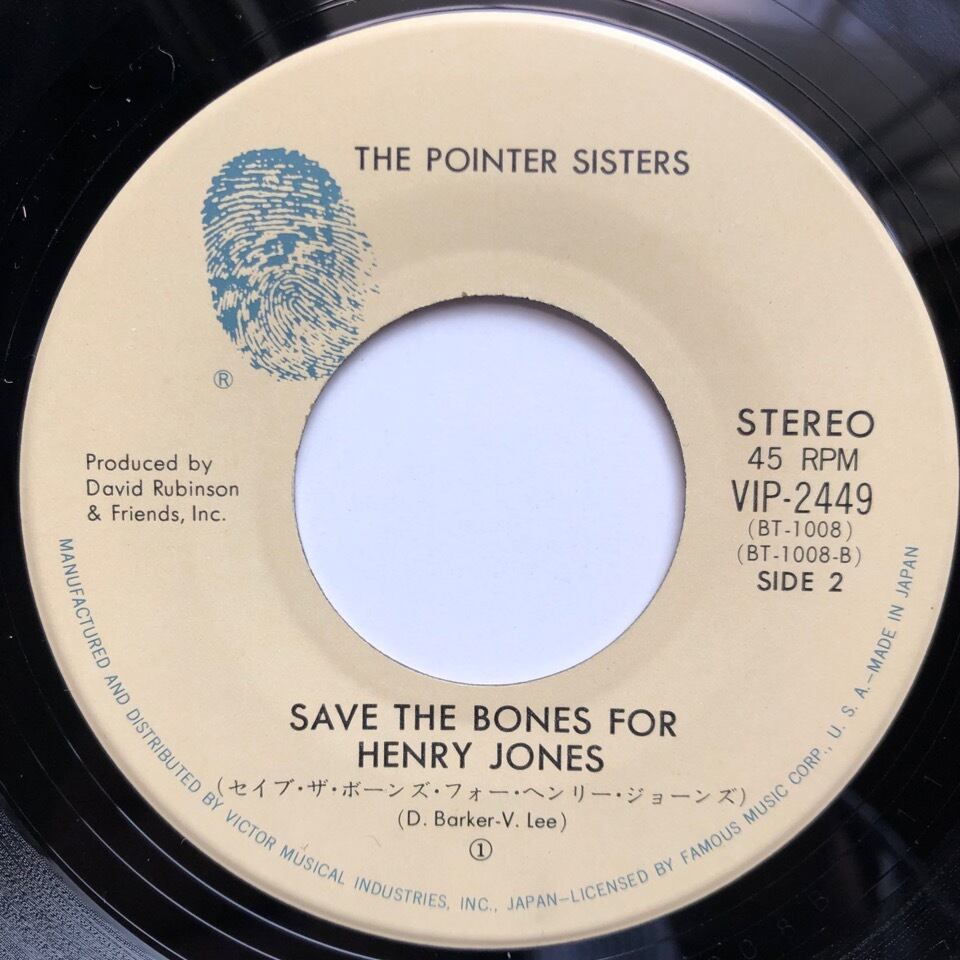 THE POINTER SISTERS
®
Produced by
David Rubinson
& Friends, Inc.
STEREO
45 RPM
VIP-2449
(BT-1008)
(BT-1008-B)
SIDE 2
SAVE THE BONES FOR
HENRY JONES
(セイブ・ザ・ボーンズ・フォー・ヘンリー・ジョーンズ)
(D. Barker-V. Lee)
①
MANUFACTURED AND DISTRIBUTED BY VICTOR MUSICAL INDUSTRIES, INC., JAPAN–LICENSED BY FAMOUS MUSIC CORP., U. S. A.–MADE IN JAPAN